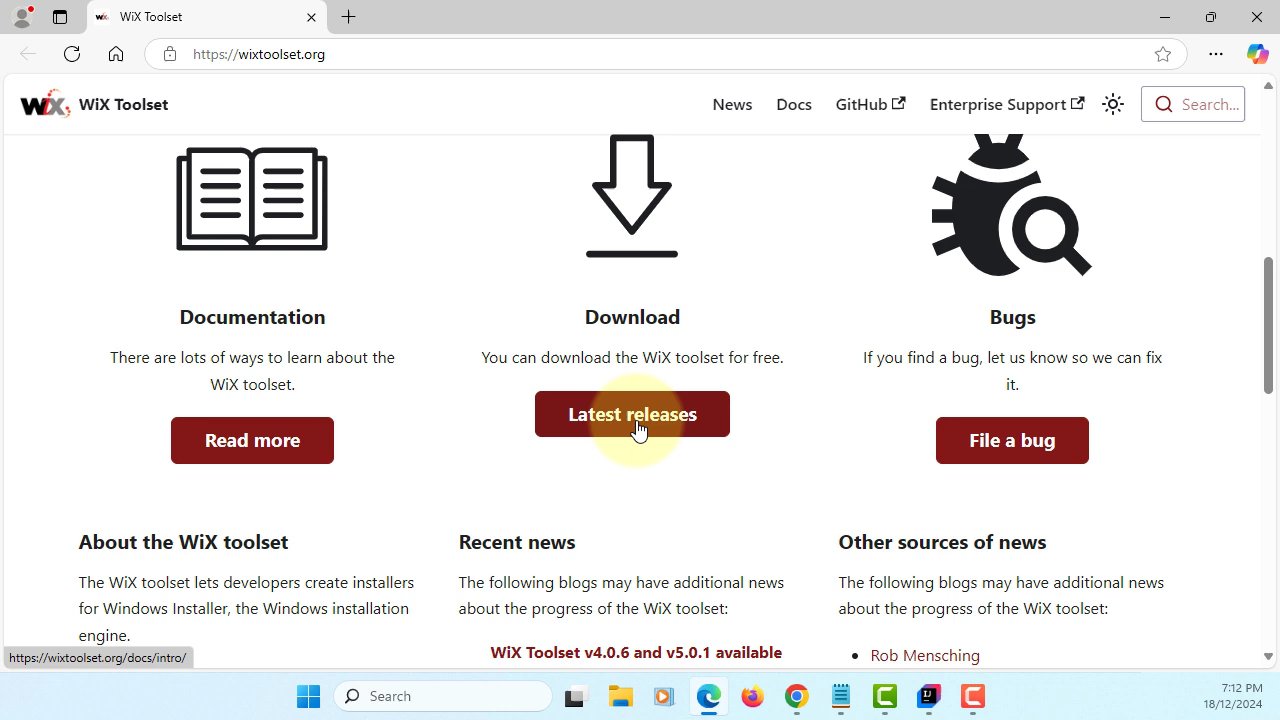 WiX Toolset
https://wixtoolset.org
WiX WiX Toolset
News Docs GitHub Enterprise Support Search...
Documentation
There are lots of ways to learn about the
WiX toolset.
Read more
Download
You can download the WiX toolset for free.
Latest releases
Bugs
If you find a bug, let us know so we can fix
it.
File a bug
About the WiX toolset
The WiX toolset lets developers create installers
for Windows Installer, the Windows installation
engine.
Recent news
The following blogs may have additional news
about the progress of the WiX toolset:
WiX Toolset v4.0.6 and v5.0.1 available
Other sources of news
The following blogs may have additional news
about the progress of the WiX toolset:
Rob Mensching
https://wixtoolset.org/docs/intro/
Search
7:12 PM
18/12/2024